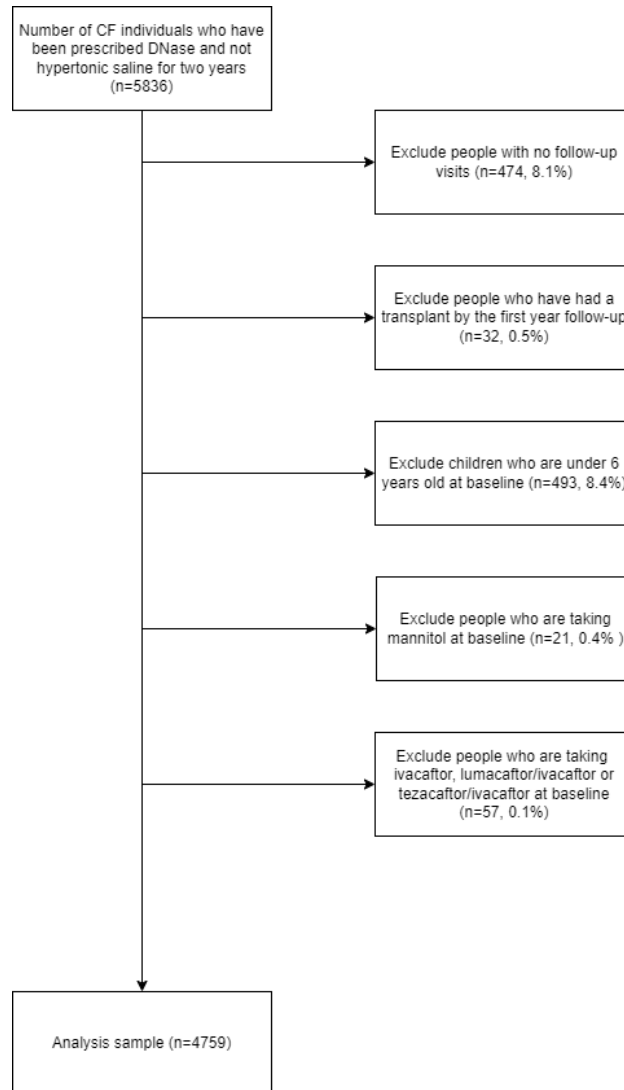 Number of CF individuals who have
been prescribed DNase and not
hypertonic saline for two years
(n=5836)
Exclude people with no follow-up
visits (n=474, 8.1%)
Exclude people who have had a
transplant by the first year follow-up
(n=32, 0.5%)
Exclude children who are under 6
years old at baseline (n=493, 8.4%)
Exclude people who are taking
mannitol at baseline (n=21, 0.4% )
Exclude people who are taking
ivacaftor, lumacaftor/ivacaftor or
tezacaftor/ivacaftor at baseline
(n=57, 0.1%)
Analysis sample (n=4759)